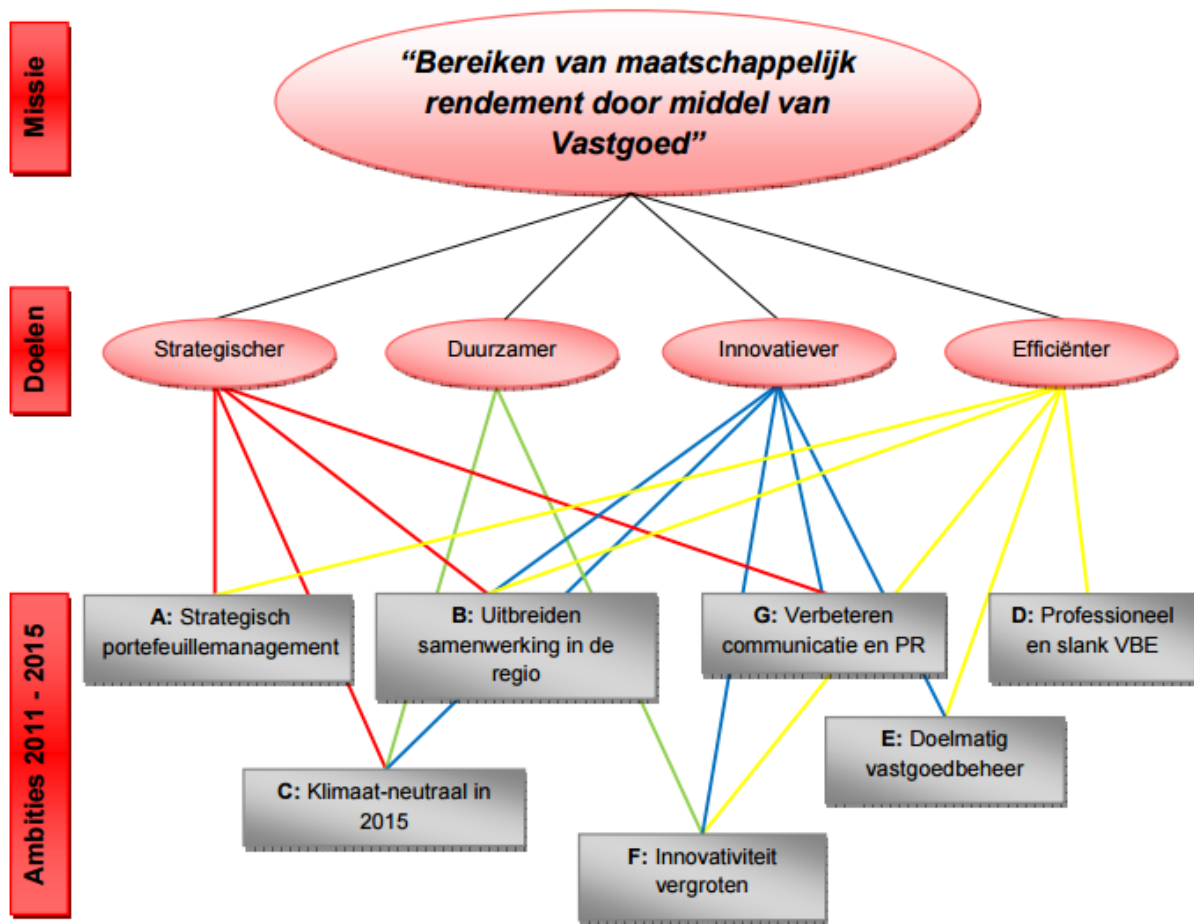 Missie
“Bereiken van maatschappelijk
rendement door middel van
Vastgoed”
Doelen
Strategischer
Duurzamer
Innovatiever
Efficiënter
Ambities 2011 - 2015
A: Strategisch
portefeuillemanagement
B: Uitbreiden
samenwerking in de
regio
G: Verbeteren
communicatie en PR
D: Professioneel
en slank VBE
E: Doelmatig
vastgoedbeheer
C: Klimaat-neutraal in
2015
F: Innovativiteit
vergroten